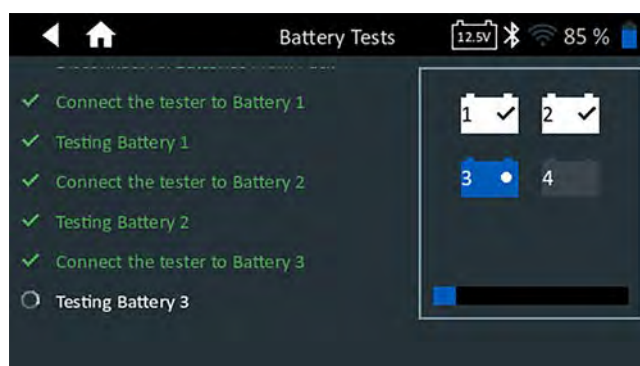 Battery Tests 12.5V 85 %
Connect the tester to Battery 1
Testing Battery 1
Connect the tester to Battery 2
Testing Battery 2
Connect the tester to Battery 3
Testing Battery 3
1 2
3 4